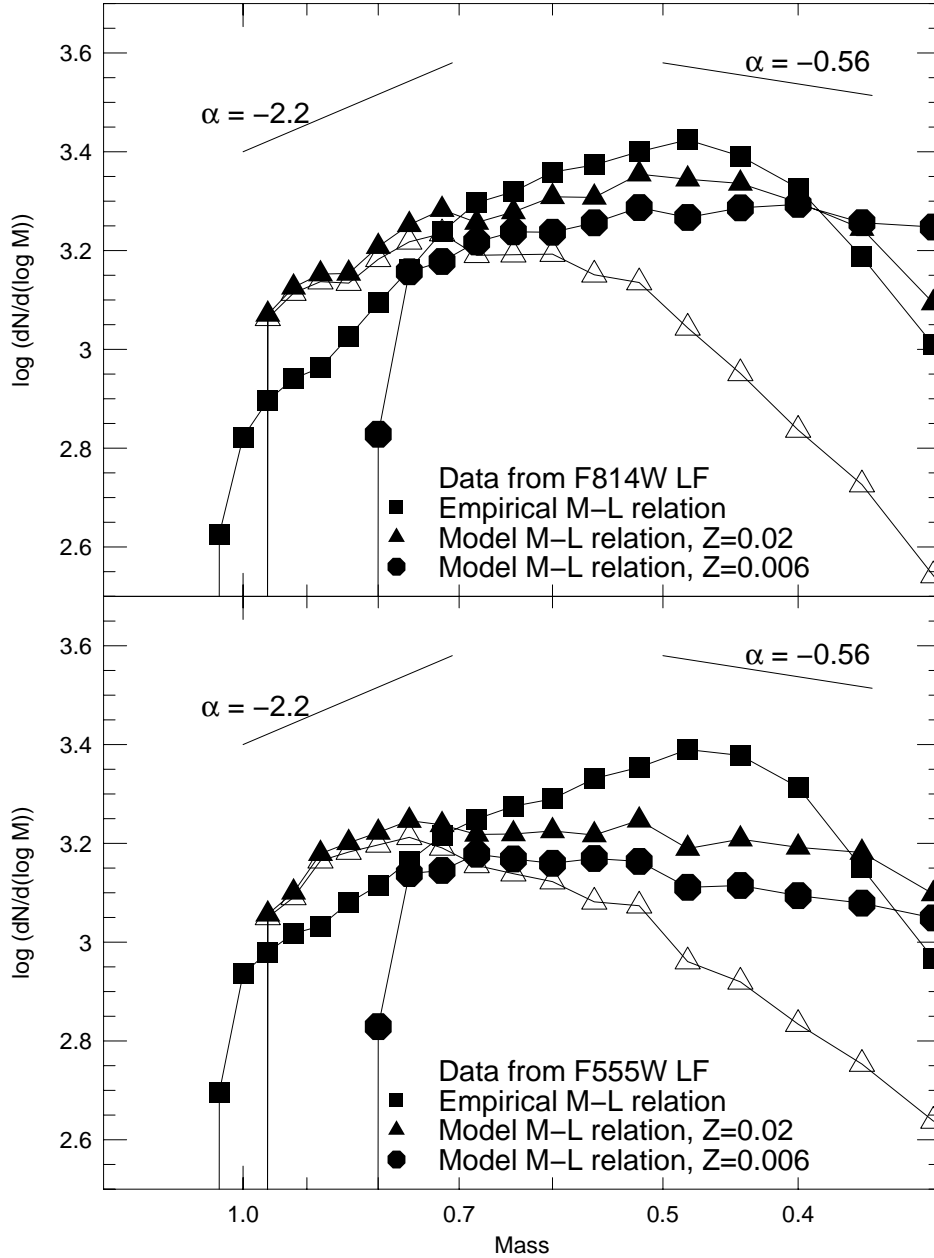 3.6
α = −0.56
α = −2.2
3.4
3.2
log (dN/d(log M))
3
2.8
Data from F814W LF
Empirical M−L relation
Model M−L relation, Z=0.02
2.6
Model M−L relation, Z=0.006
3.6
α = −0.56
α = −2.2
3.4
3.2
log (dN/d(log M))
3
2.8
Data from F555W LF
Empirical M−L relation
Model M−L relation, Z=0.02
2.6
Model M−L relation, Z=0.006
1.0 0.7 0.5 0.4
Mass